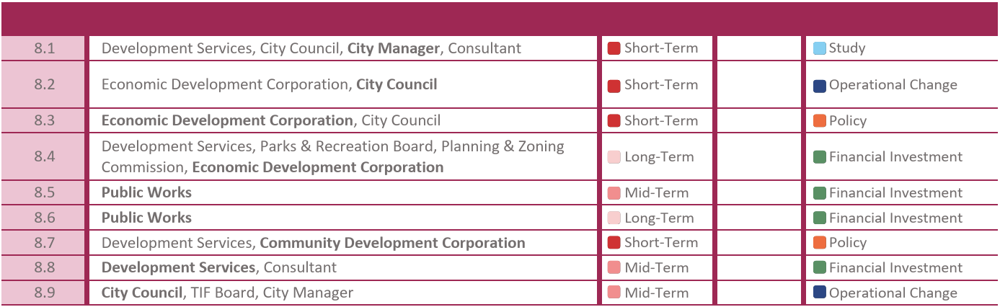 8.1 Development Services, City Council, City Manager, Consultant Short-Term Study
8.2 Economic Development Corporation, City Council Short-Term Operational Change
8.3 Economic Development Corporation, City Council Short-Term Policy
Development Services, Parks & Recreation Board, Planning & Zoning
8.4 Long-Term Financial Investment
Commission, Economic Development Corporation
8.5 Public Works Mid-Term Financial Investment
8.6 Public Works Long-Term Financial Investment
8.7 Development Services, Community Development Corporation Short-Term Policy
8.8 Development Services, Consultant Mid-Term Financial Investment
8.9 City Council, TIF Board, City Manager Mid-Term Operational Change